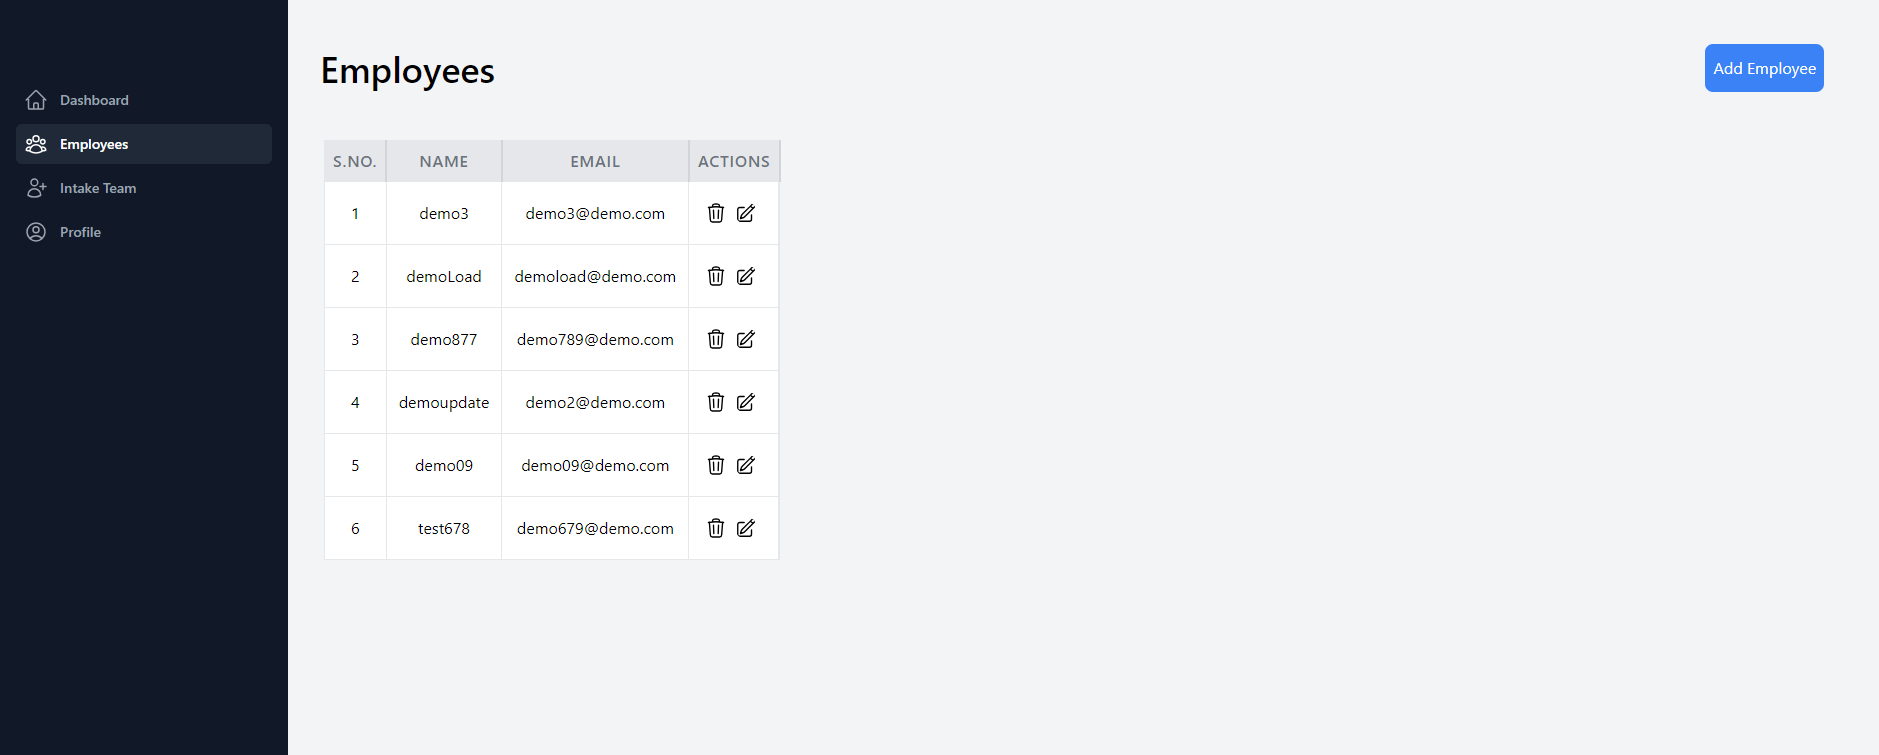 Dashboard
Employees
Intake Team
Profile
Employees
Add Employee
S.NO. NAME EMAIL ACTIONS
1 demo3 demo3@demo.com
2 demoLoad demoload@demo.com
3 demo877 demo789@demo.com
4 demoupdate demo2@demo.com
5 demo09 demo09@demo.com
6 test678 demo679@demo.com